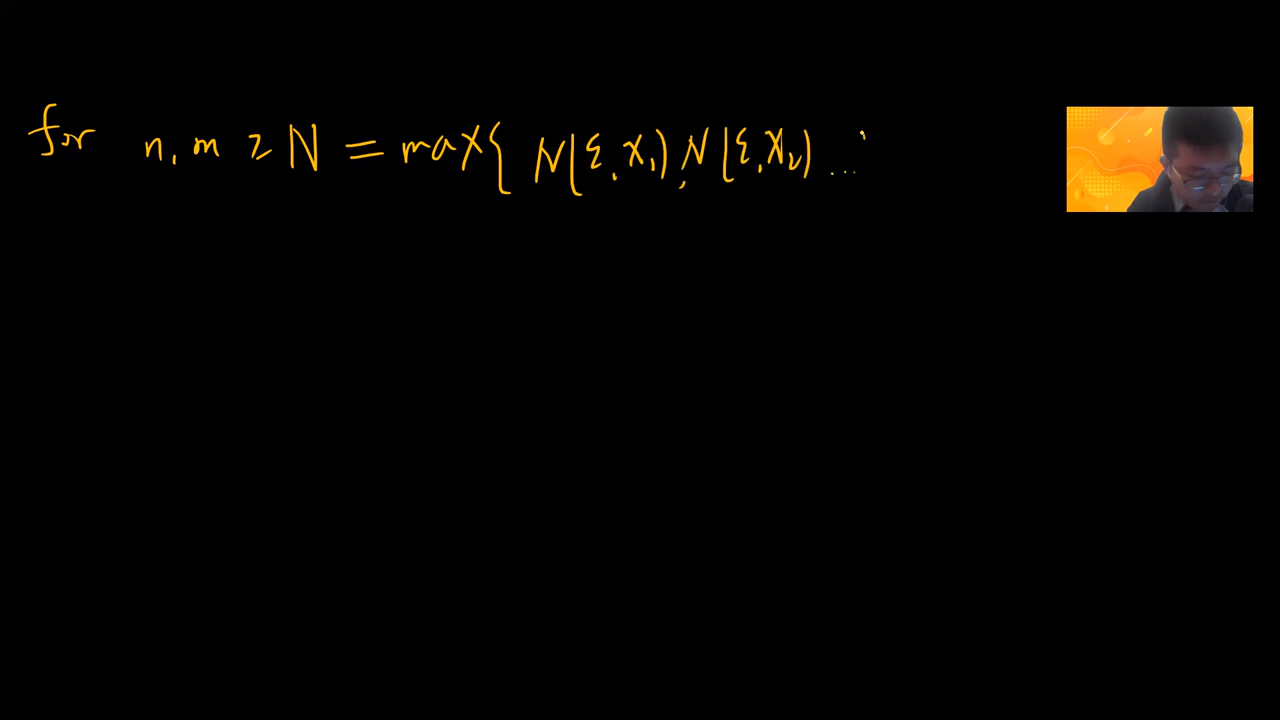 for n, m ≥ N = max{ N(ε, x₁), N(ε, x₂) ...